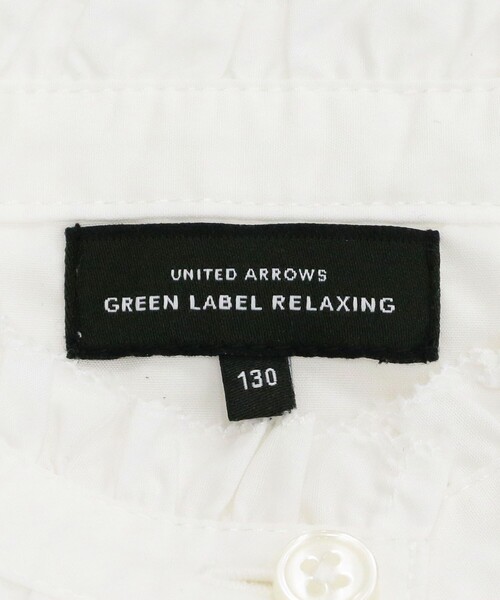 UNITED ARROWS
GREEN LABEL RELAXING
130